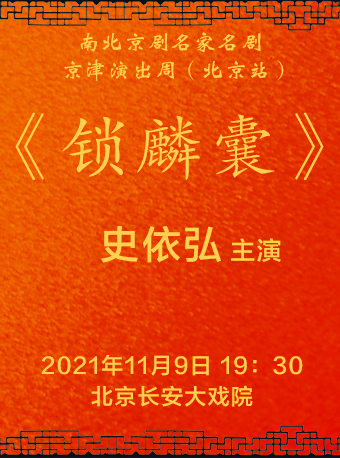 南北京剧名家名剧
京津演出周（北京站）
《锁麟囊》
史依弘 主演
2021年11月9日 19：30
北京长安大戏院